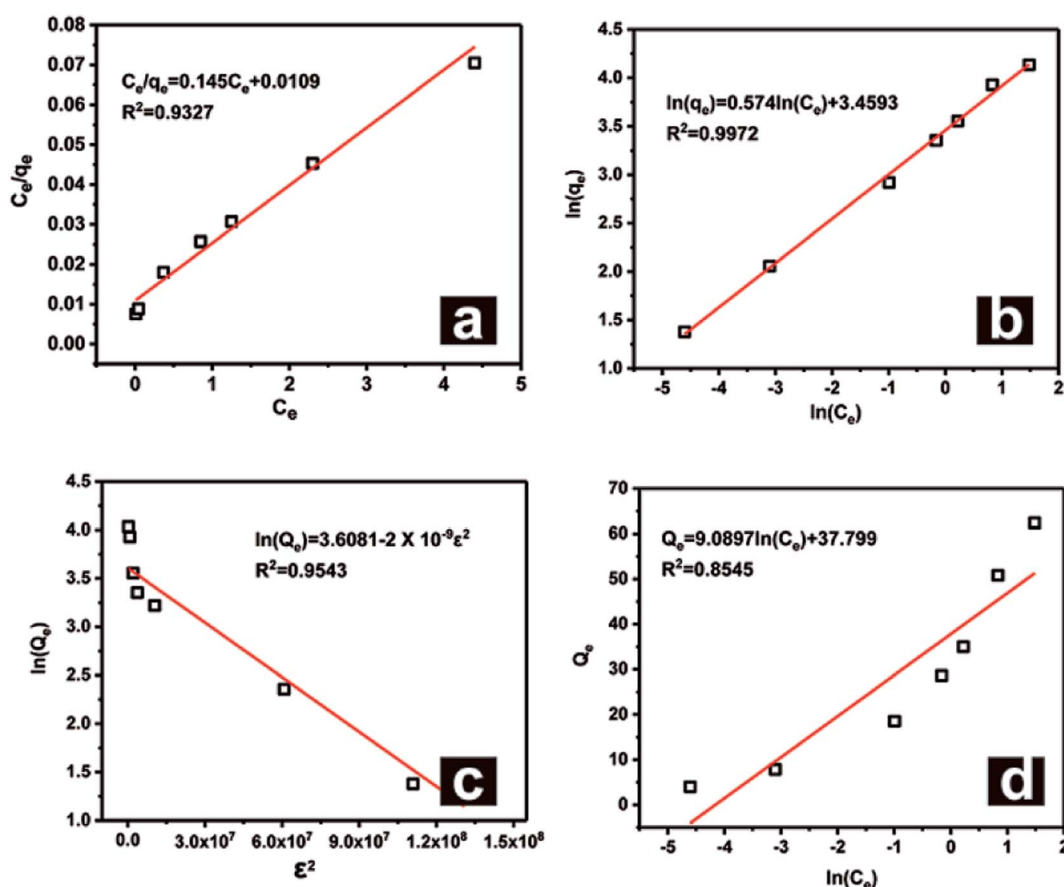 0.08
0.07
0.06
0.05
0.04
0.03
0.02
0.01
0.00
Cₑ/qₑ
Cₑ/qₑ=0.145Cₑ+0.0109
R²=0.9327
a
0 1 2 3 4 5
Cₑ
4.5
4.0
3.5
3.0
2.5
2.0
1.5
1.0
ln(qₑ)
ln(qₑ)=0.574ln(Cₑ)+3.4593
R²=0.9972
b
-5 -4 -3 -2 -1 0 1 2
ln(Cₑ)
4.5
4.0
3.5
3.0
2.5
2.0
1.5
1.0
ln(Qₑ)
ln(Qₑ)=3.6081-2 X 10⁻⁹ε²
R²=0.9543
c
0.0 3.0x10⁷ 6.0x10⁷ 9.0x10⁷ 1.2x10⁸ 1.5x10⁸
ε²
70
60
50
40
30
20
10
0
Qₑ
Qₑ=9.0897ln(Cₑ)+37.799
R²=0.8545
d
-5 -4 -3 -2 -1 0 1 2
ln(Cₑ)